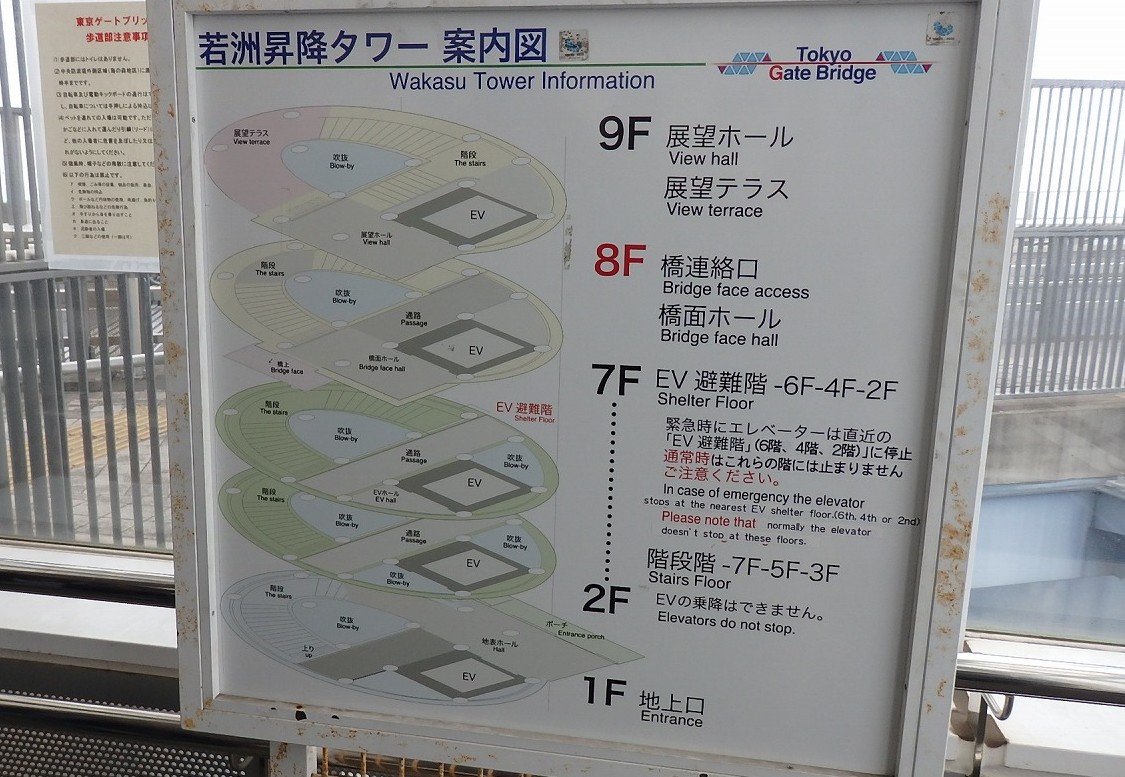 東京ゲートブリッ
歩道部注意事項
若洲昇降タワー 案内図
Wakasu Tower Information
Tokyo
Gate Bridge
展望テラス
View terrace
吹抜
Blow-by
階段
The stairs
EV
展望ホール
View hall
階段
The stairs
吹抜
Blow-by
通路
Passage
EV
橋面ホール
Bridge face hall
橋上
Bridge face
EV 避難階
Shelter Floor
階段
The stairs
吹抜
Blow-by
通路
Passage
吹抜
Blow-by
EV
EVホール
EV hall
階段
The stairs
吹抜
Blow-by
通路
Passage
吹抜
Blow-by
EV
吹抜
Blow-by
階段
The stairs
吹抜
Blow-by
上り
up
地表ホール
Hall
ポーチ
Entrance porch
EV
9F 展望ホール
View hall
展望テラス
View terrace
8F 橋連絡口
Bridge face access
橋面ホール
Bridge face hall
7F EV 避難階 -6F-4F-2F
Shelter Floor
緊急時にエレベーターは直近の
「EV 避難階」(6階、4階、2階)」に停止
通常時はこれらの階には止まりません
ご注意ください。
In case of emergency the elevator
stops at the nearest EV shelter floor.(6th, 4th or 2nd)
Please note that normally the elevator
doesn't stop at these floors.
階段階 -7F-5F-3F
Stairs Floor
2F EVの乗降はできません。
Elevators do not stop.
1F 地上口
Entrance